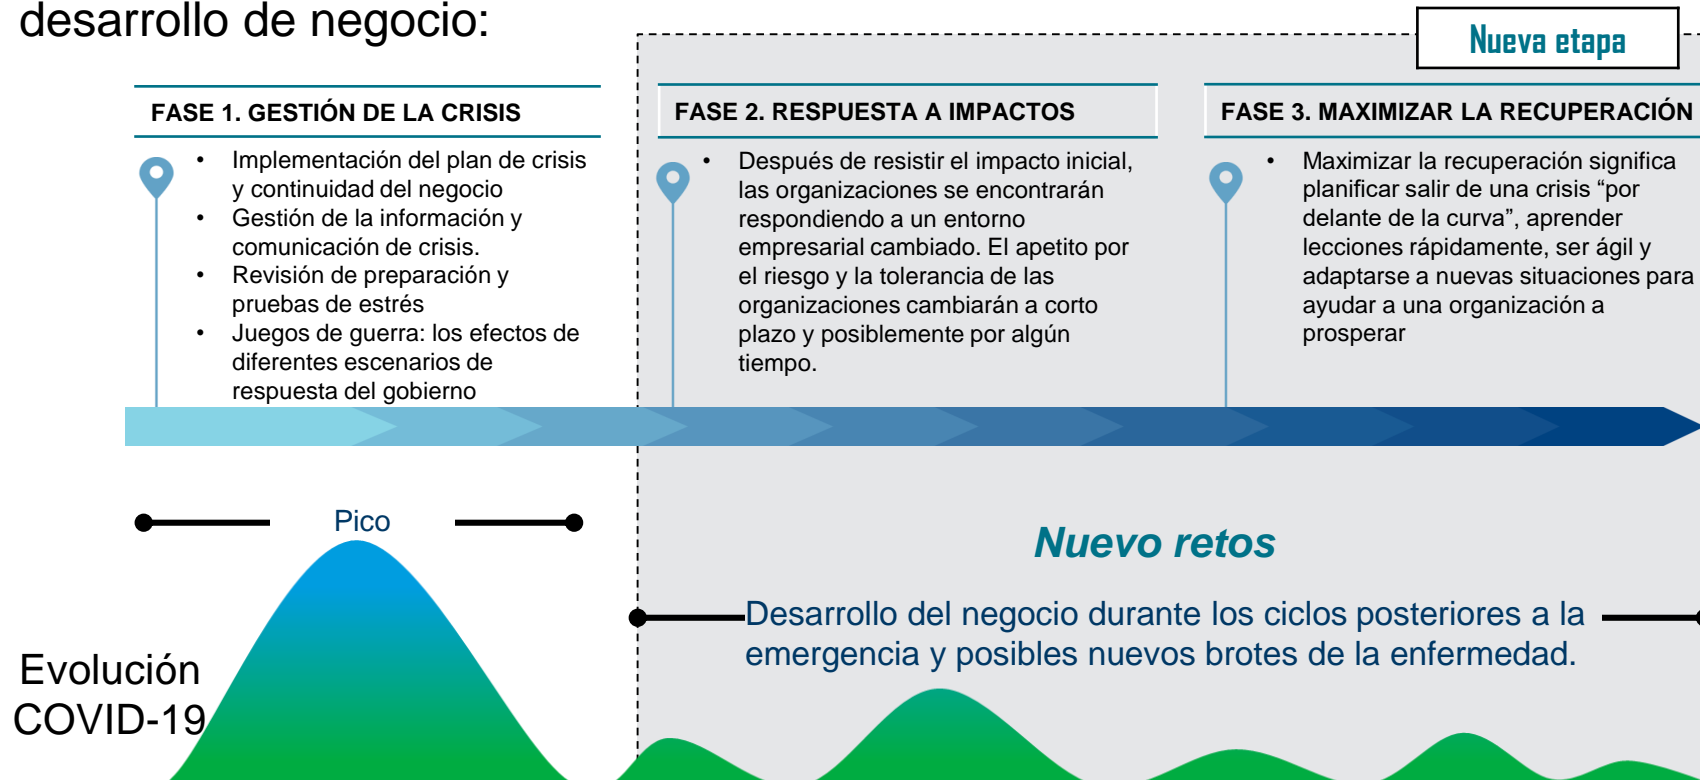 desarrollo de negocio:
Nueva etapa
FASE 1. GESTIÓN DE LA CRISIS
• Implementación del plan de crisis
y continuidad del negocio
• Gestión de la información y
comunicación de crisis.
• Revisión de preparación y
pruebas de estrés
• Juegos de guerra: los efectos de
diferentes escenarios de
respuesta del gobierno
FASE 2. RESPUESTA A IMPACTOS
• Después de resistir el impacto inicial,
las organizaciones se encontrarán
respondiendo a un entorno
empresarial cambiado. El apetito por
el riesgo y la tolerancia de las
organizaciones cambiarán a corto
plazo y posiblemente por algún
tiempo.
FASE 3. MAXIMIZAR LA RECUPERACIÓN
• Maximizar la recuperación significa
planificar salir de una crisis “por
delante de la curva”, aprender
lecciones rápidamente, ser ágil y
adaptarse a nuevas situaciones para
ayudar a una organización a
prosperar
Pico
Nuevo retos
Desarrollo del negocio durante los ciclos posteriores a la
emergencia y posibles nuevos brotes de la enfermedad.
Evolución
COVID-19